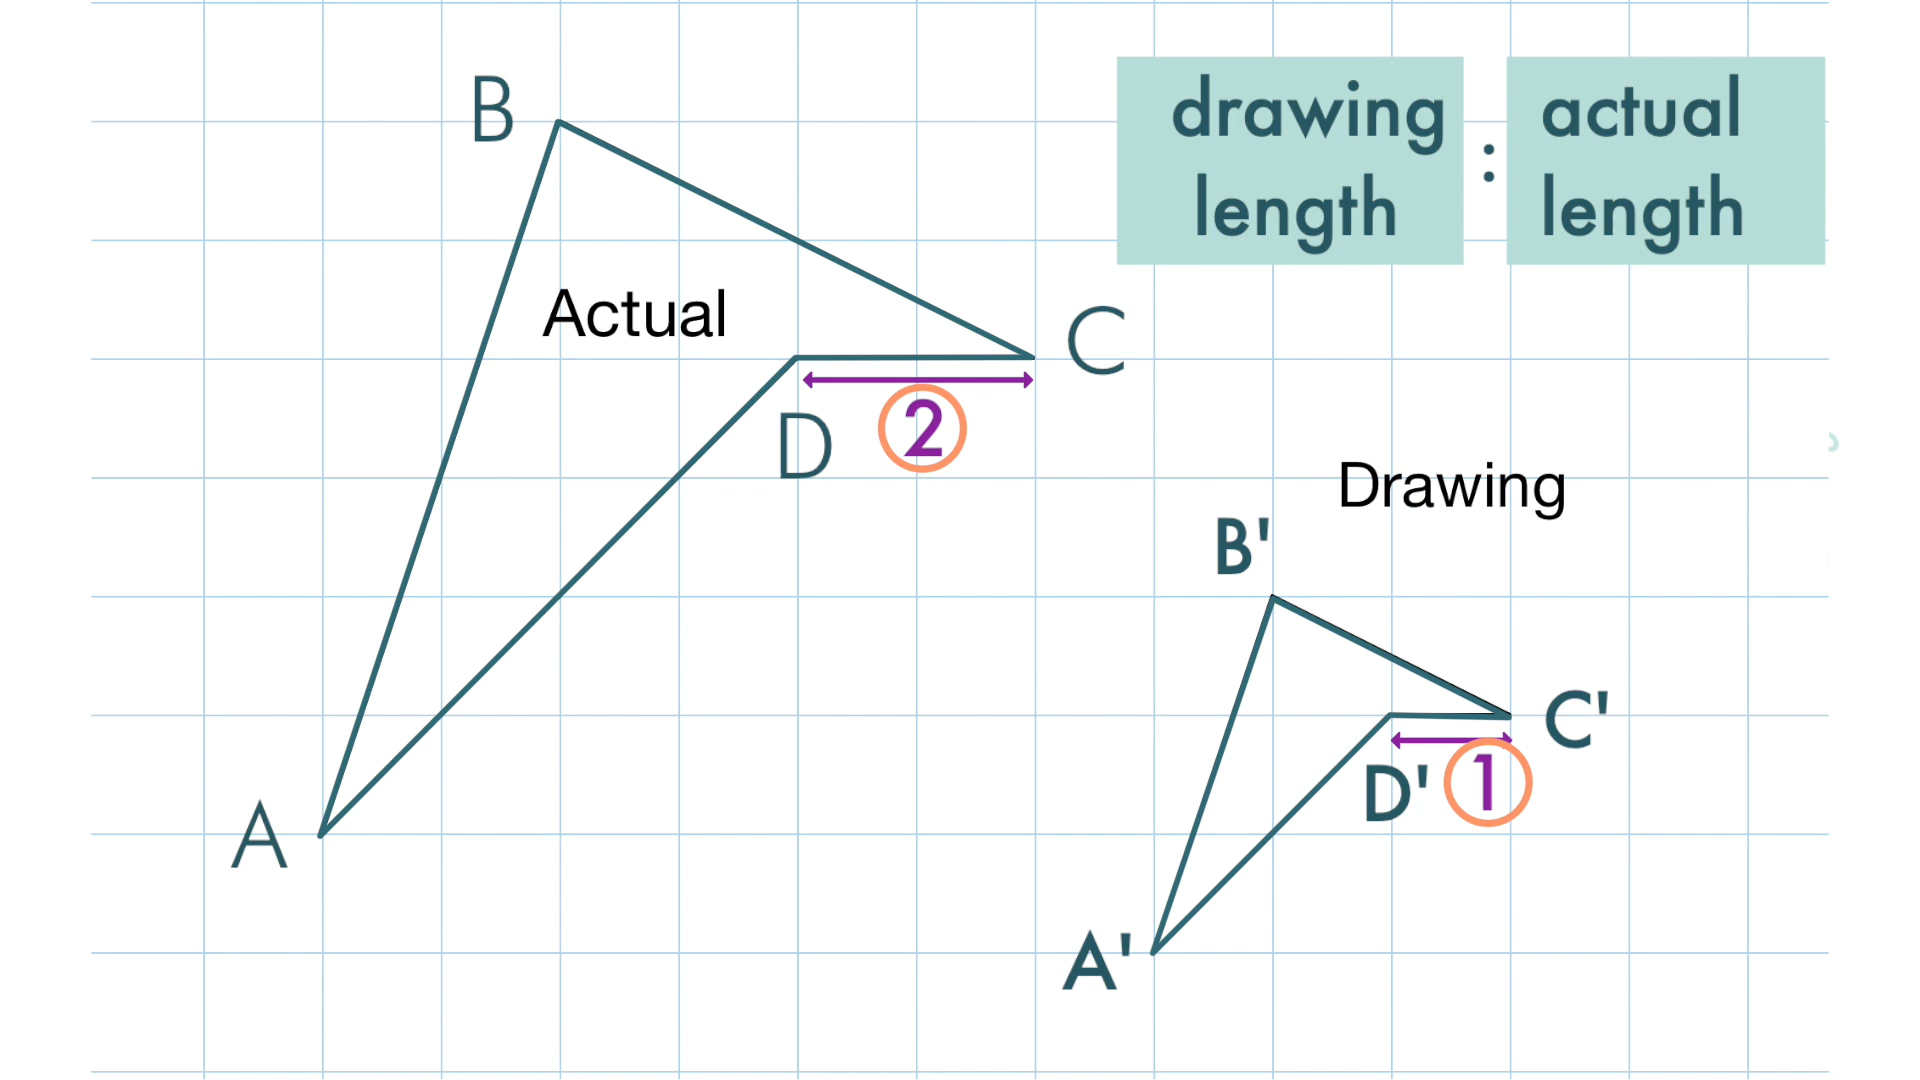 B
drawing
length
:
actual
length
Actual
C
D
2
Drawing
B'
C'
D'
1
A
A'